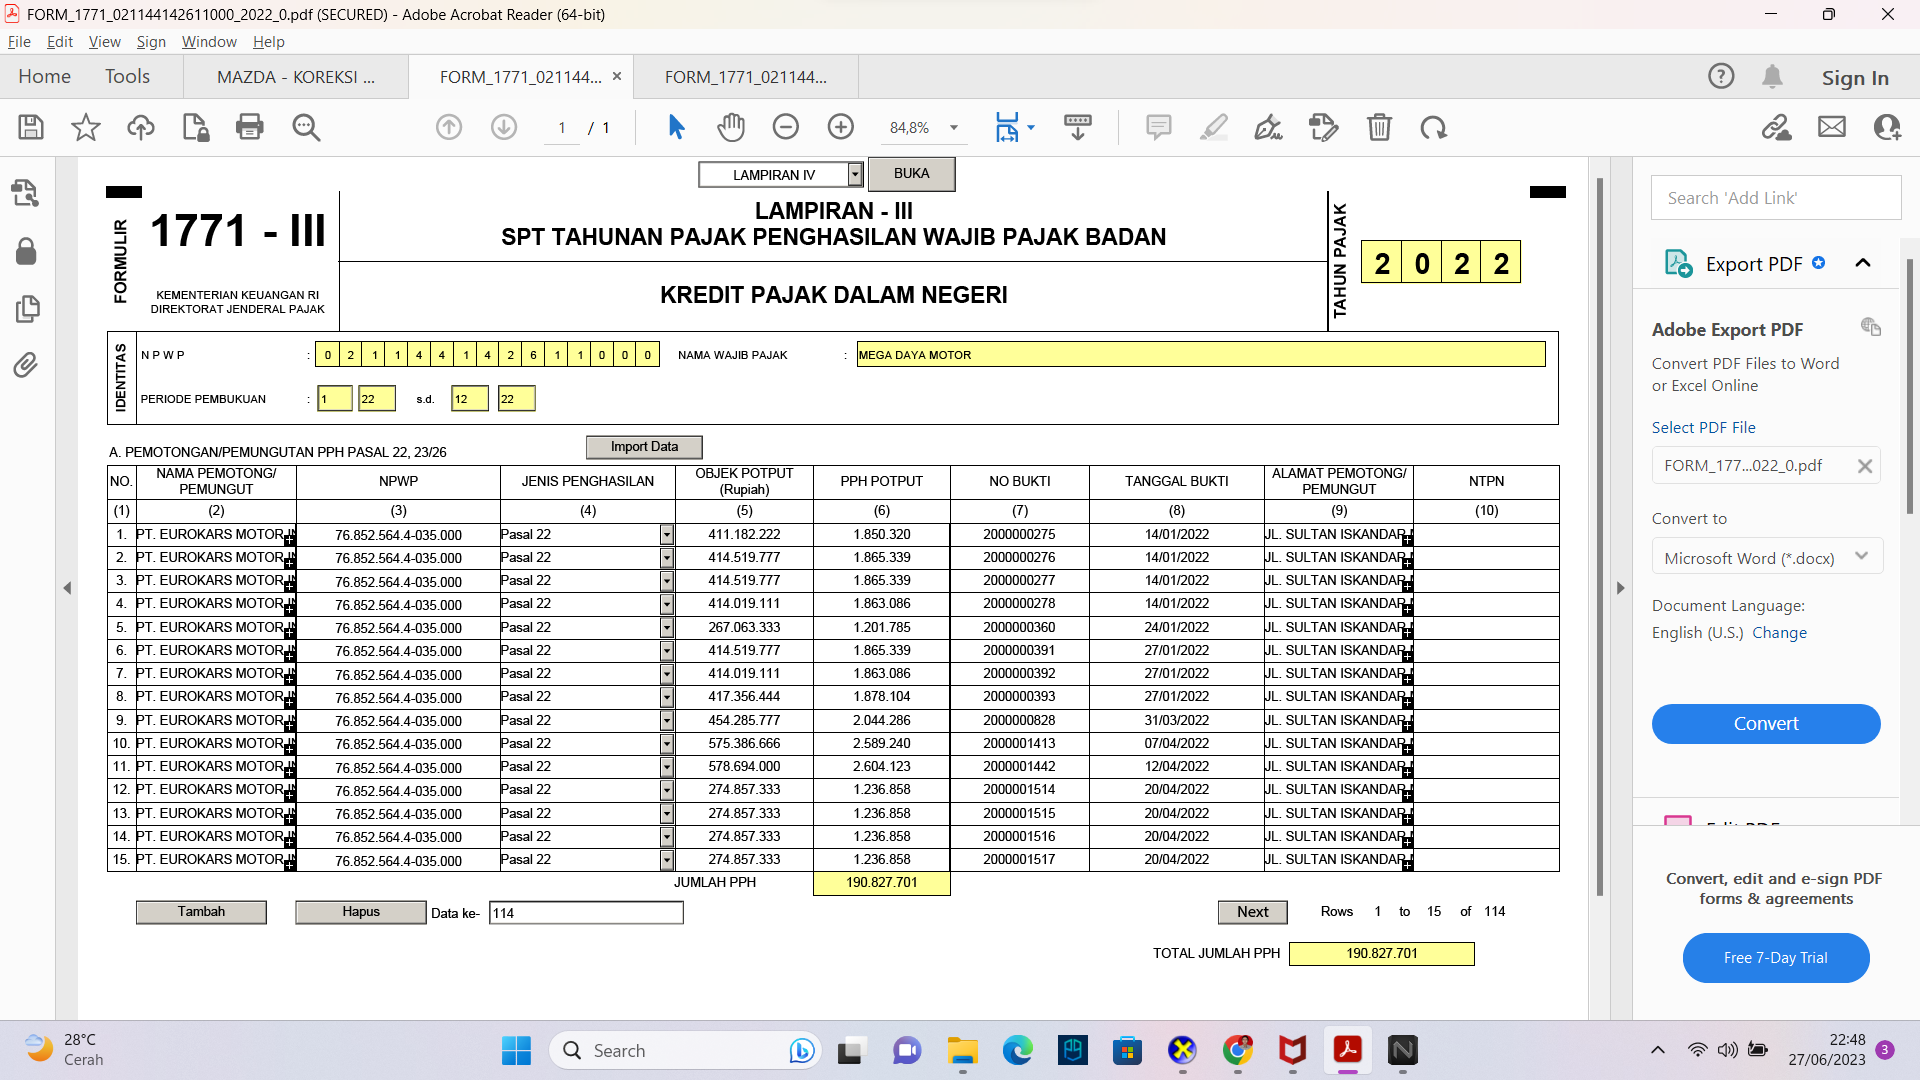 FORM_1771_021144142611000_2022_0.pdf (SECURED) - Adobe Acrobat Reader (64-bit)
File Edit View Sign Window Help
Home Tools MAZDA - KOREKSI ... FORM_1771_021144... × FORM_1771_021144... Sign In
1 / 1 84,8%
LAMPIRAN IV BUKA
FORMULIR
1771 - III
KEMENTERIAN KEUANGAN RI
DIREKTORAT JENDERAL PAJAK
LAMPIRAN - III
SPT TAHUNAN PAJAK PENGHASILAN WAJIB PAJAK BADAN
KREDIT PAJAK DALAM NEGERI
TAHUN PAJAK
2 0 2 2
IDENTITAS
N P W P : 0 2 1 1 4 4 1 4 2 6 1 1 0 0 0 NAMA WAJIB PAJAK : MEGA DAYA MOTOR
PERIODE PEMBUKUAN : 1 22 s.d. 12 22
A. PEMOTONGAN/PEMUNGUTAN PPH PASAL 22, 23/26 Import Data
NO. NAMA PEMOTONG/ PEMUNGUT NPWP JENIS PENGHASILAN OBJEK POTPUT (Rupiah) PPH POTPUT NO BUKTI TANGGAL BUKTI ALAMAT PEMOTONG/ PEMUNGUT NTPN
(1) (2) (3) (4) (5) (6) (7) (8) (9) (10)
1. PT. EUROKARS MOTOR 76.852.564.4-035.000 Pasal 22 411.182.222 1.850.320 2000000275 14/01/2022 JL. SULTAN ISKANDAR
2. PT. EUROKARS MOTOR 76.852.564.4-035.000 Pasal 22 414.519.777 1.865.339 2000000276 14/01/2022 JL. SULTAN ISKANDAR
3. PT. EUROKARS MOTOR 76.852.564.4-035.000 Pasal 22 414.519.777 1.865.339 2000000277 14/01/2022 JL. SULTAN ISKANDAR
4. PT. EUROKARS MOTOR 76.852.564.4-035.000 Pasal 22 414.019.111 1.863.086 2000000278 14/01/2022 JL. SULTAN ISKANDAR
5. PT. EUROKARS MOTOR 76.852.564.4-035.000 Pasal 22 267.063.333 1.201.785 2000000360 24/01/2022 JL. SULTAN ISKANDAR
6. PT. EUROKARS MOTOR 76.852.564.4-035.000 Pasal 22 414.519.777 1.865.339 2000000391 27/01/2022 JL. SULTAN ISKANDAR
7. PT. EUROKARS MOTOR 76.852.564.4-035.000 Pasal 22 414.019.111 1.863.086 2000000392 27/01/2022 JL. SULTAN ISKANDAR
8. PT. EUROKARS MOTOR 76.852.564.4-035.000 Pasal 22 417.356.444 1.878.104 2000000393 27/01/2022 JL. SULTAN ISKANDAR
9. PT. EUROKARS MOTOR 76.852.564.4-035.000 Pasal 22 454.285.777 2.044.286 2000000828 31/03/2022 JL. SULTAN ISKANDAR
10. PT. EUROKARS MOTOR 76.852.564.4-035.000 Pasal 22 575.386.666 2.589.240 2000001413 07/04/2022 JL. SULTAN ISKANDAR
11. PT. EUROKARS MOTOR 76.852.564.4-035.000 Pasal 22 578.694.000 2.604.123 2000001442 12/04/2022 JL. SULTAN ISKANDAR
12. PT. EUROKARS MOTOR 76.852.564.4-035.000 Pasal 22 274.857.333 1.236.858 2000001514 20/04/2022 JL. SULTAN ISKANDAR
13. PT. EUROKARS MOTOR 76.852.564.4-035.000 Pasal 22 274.857.333 1.236.858 2000001515 20/04/2022 JL. SULTAN ISKANDAR
14. PT. EUROKARS MOTOR 76.852.564.4-035.000 Pasal 22 274.857.333 1.236.858 2000001516 20/04/2022 JL. SULTAN ISKANDAR
15. PT. EUROKARS MOTOR 76.852.564.4-035.000 Pasal 22 274.857.333 1.236.858 2000001517 20/04/2022 JL. SULTAN ISKANDAR
JUMLAH PPH 190.827.701
Tambah Hapus Data ke- 114 Next Rows 1 to 15 of 114
TOTAL JUMLAH PPH 190.827.701
Search 'Add Link'
Export PDF
Adobe Export PDF
Convert PDF Files to Word
or Excel Online
Select PDF File
FORM_177...022_0.pdf
Convert to
Microsoft Word (*.docx)
Document Language:
English (U.S.) Change
Convert
Convert, edit and e-sign PDF
forms & agreements
Free 7-Day Trial
28°C
Cerah
Search
22:48
27/06/2023 3